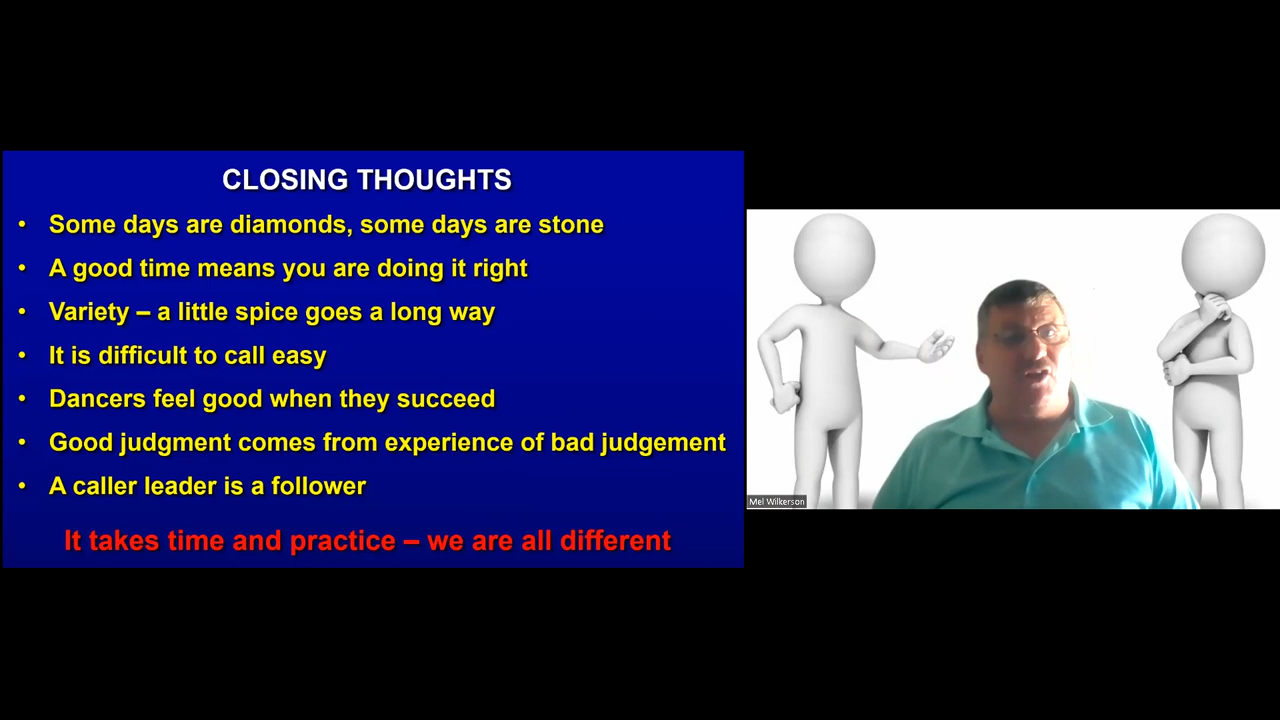 CLOSING THOUGHTS
• Some days are diamonds, some days are stone
• A good time means you are doing it right
• Variety – a little spice goes a long way
• It is difficult to call easy
• Dancers feel good when they succeed
• Good judgment comes from experience of bad judgement
• A caller leader is a follower
It takes time and practice – we are all different
Mel Wilkerson